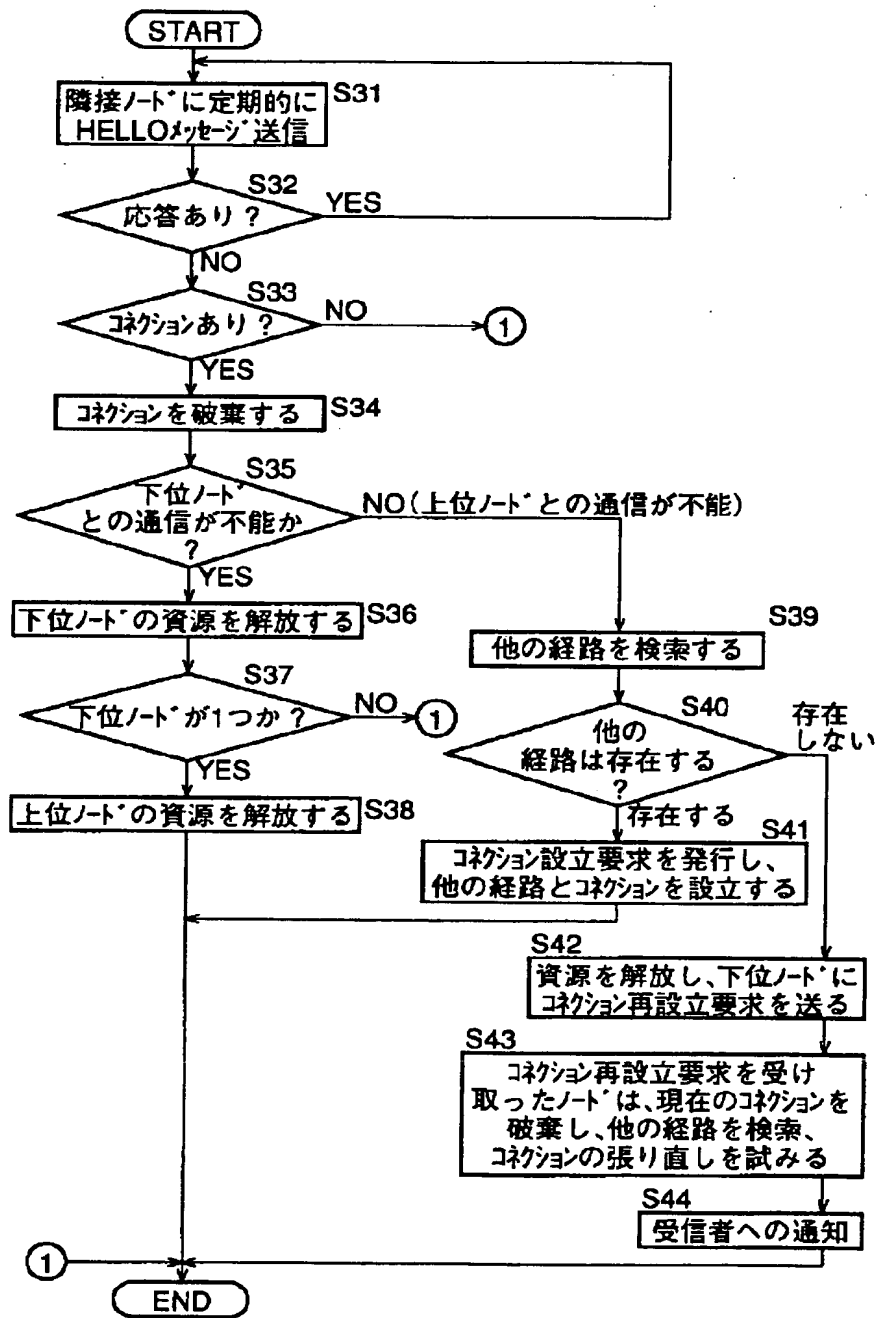 START
隣接ノードに定期的に
HELLOメッセージ送信
S31
S32
応答あり?
YES
NO
S33
コネクションあり?
NO
1
YES
コネクションを破棄する
S34
S35
下位ノード
との通信が不能か
?
NO(上位ノードとの通信が不能)
YES
下位ノードの資源を解放する
S36
S37
下位ノードが1つか?
NO
1
YES
上位ノードの資源を解放する
S38
S39
他の経路を検索する
S40
他の
経路は存在する
?
存在
しない
存在する
S41
コネクション設立要求を発行し、
他の経路とコネクションを設立する
S42
資源を解放し、下位ノードに
コネクション再設立要求を送る
S43
コネクション再設立要求を受け
取ったノードは、現在のコネクションを
破棄し、他の経路を検索、
コネクションの張り直しを試みる
S44
受信者への通知
1
END